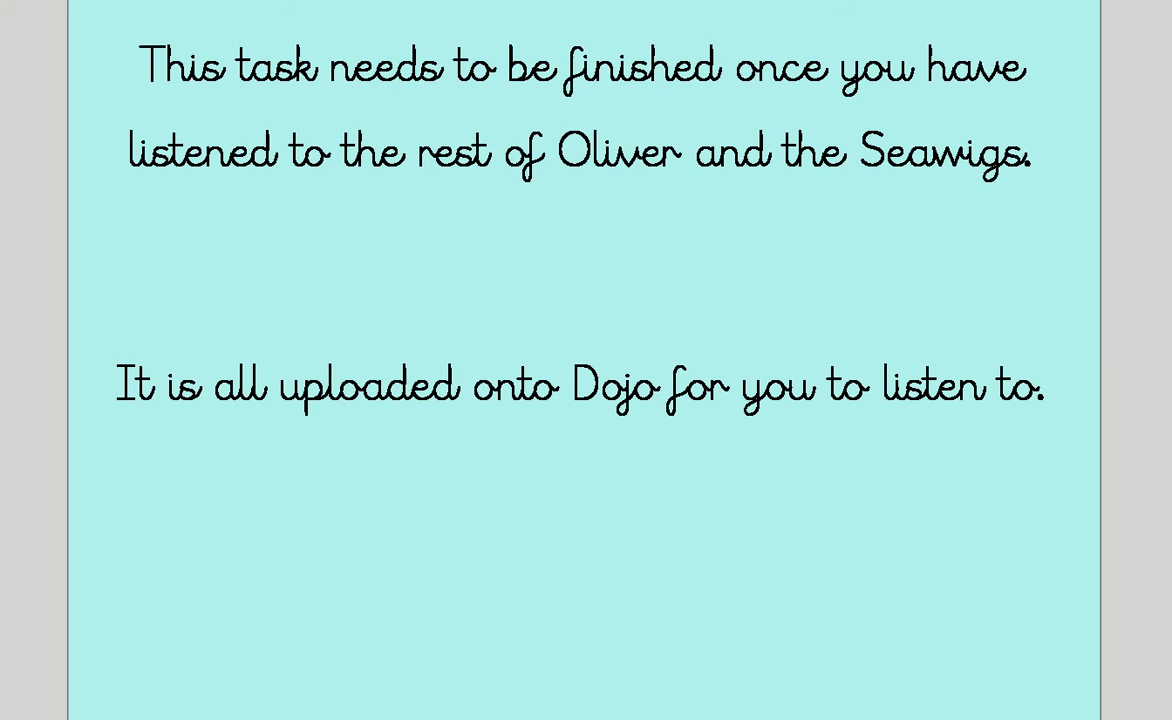 This task needs to be finished once you have
listened to the rest of Oliver and the Seawigs.
It is all uploaded onto Dojo for you to listen to.